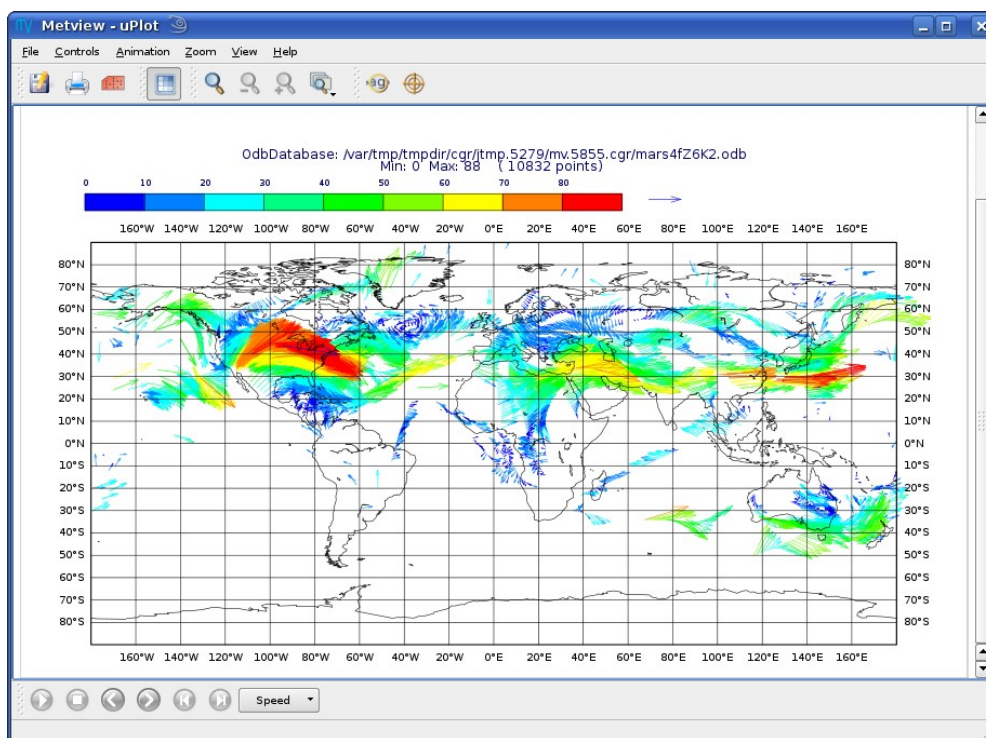 Metview - uPlot
File Controls Animation Zoom View Help
OdbDatabase: /var/tmp/tmpdir/cgr/jtmp.5279/mv.5855.cgr/mars4fZ6K2.odb
Min: 0 Max: 88 ( 10832 points)
0 10 20 30 40 50 60 70 80
160°W 140°W 120°W 100°W 80°W 60°W 40°W 20°W 0°E 20°E 40°E 60°E 80°E 100°E 120°E 140°E 160°E
80°N 80°N
70°N 70°N
60°N 60°N
50°N 50°N
40°N 40°N
30°N 30°N
20°N 20°N
10°N 10°N
0°N 0°N
10°S 10°S
20°S 20°S
30°S 30°S
40°S 40°S
50°S 50°S
60°S 60°S
70°S 70°S
80°S 80°S
160°W 140°W 120°W 100°W 80°W 60°W 40°W 20°W 0°E 20°E 40°E 60°E 80°E 100°E 120°E 140°E 160°E
Speed